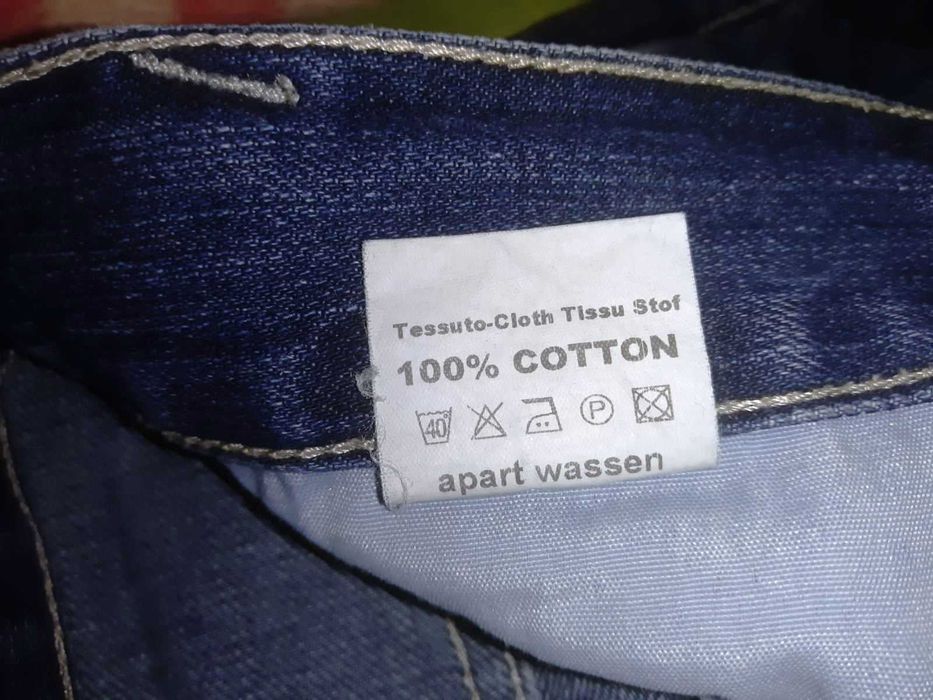 Tessuto-Cloth Tissu Stof
100% COTTON
40 P
apart wassen